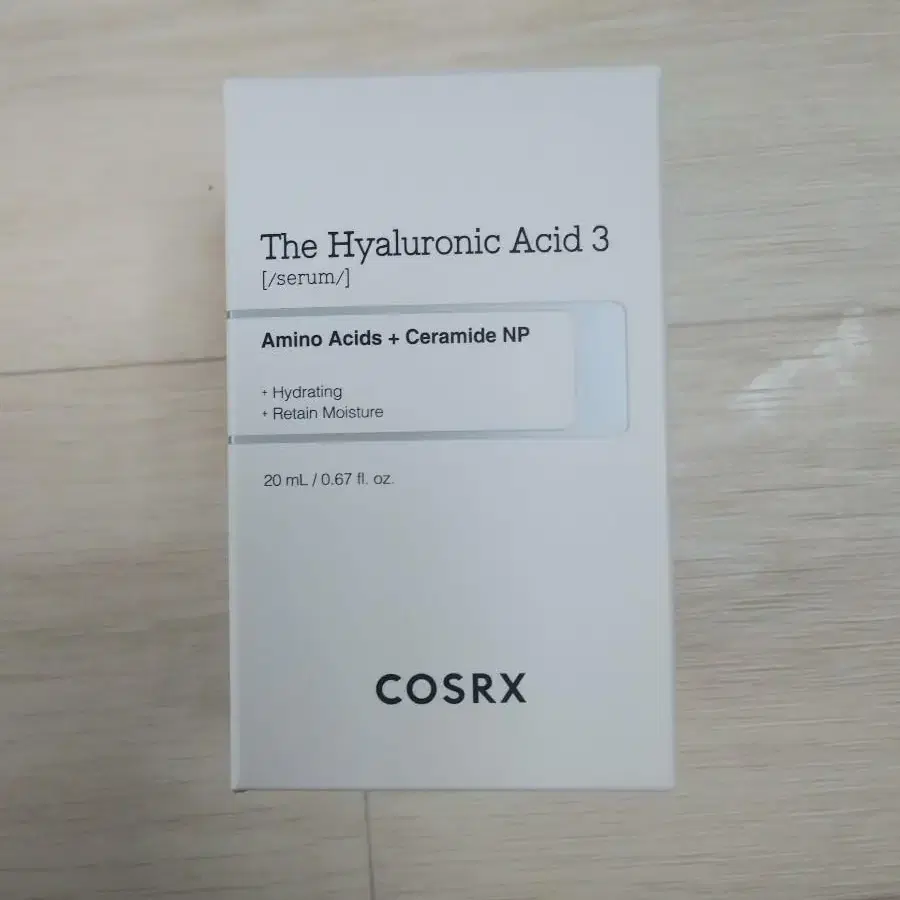 The Hyaluronic Acid 3
[/serum/]
Amino Acids + Ceramide NP
+ Hydrating
+ Retain Moisture
20 mL / 0.67 fl. oz.
COSRX